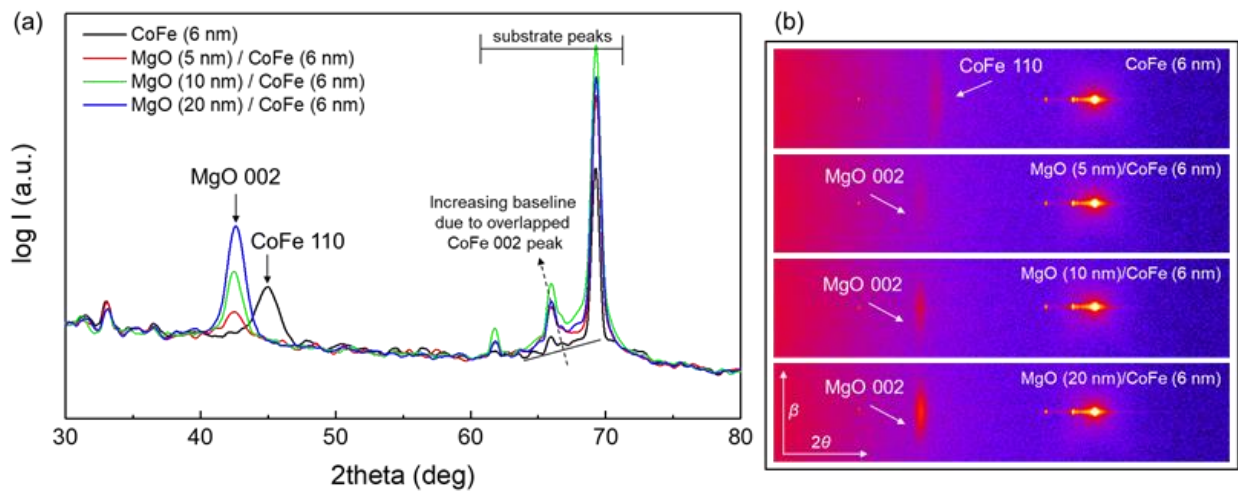 (a)
CoFe (6 nm)
MgO (5 nm) / CoFe (6 nm)
MgO (10 nm) / CoFe (6 nm)
MgO (20 nm) / CoFe (6 nm)
substrate peaks
MgO 002
CoFe 110
Increasing baseline
due to overlapped
CoFe 002 peak
log I (a.u.)
30 40 50 60 70 80
2theta (deg)
(b)
CoFe (6 nm)
CoFe 110
MgO (5 nm)/CoFe (6 nm)
MgO 002
MgO (10 nm)/CoFe (6 nm)
MgO 002
MgO (20 nm)/CoFe (6 nm)
MgO 002
β
2θ